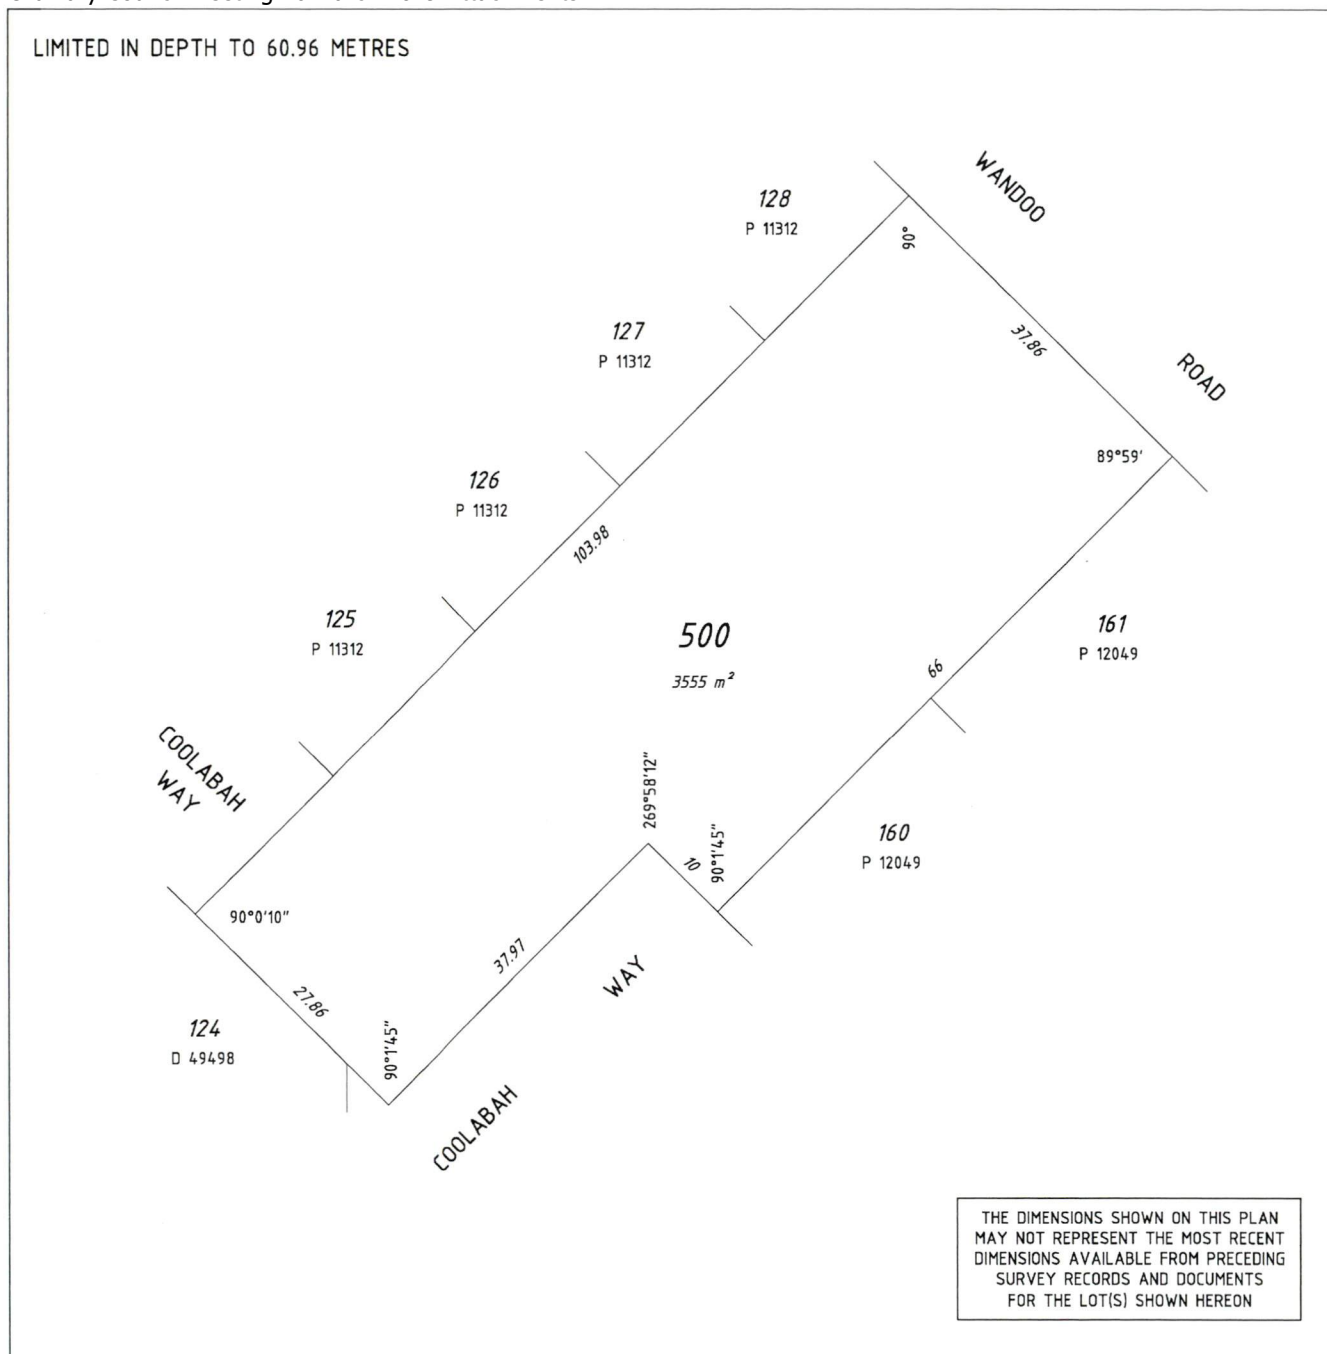 LIMITED IN DEPTH TO 60.96 METRES
WANDOO
128
P 11312
90°
127
P 11312
37.86
ROAD
89°59'
126
P 11312
103.98
125
P 11312
500
3555 m²
161
P 12049
66
COOLABAH
WAY
269°58'12"
10
90°1'45"
160
P 12049
90°0'10"
37.97
WAY
27.86
124
D 49498
90°1'45"
COOLABAH
THE DIMENSIONS SHOWN ON THIS PLAN
MAY NOT REPRESENT THE MOST RECENT
DIMENSIONS AVAILABLE FROM PRECEDING
SURVEY RECORDS AND DOCUMENTS
FOR THE LOT(S) SHOWN HEREON